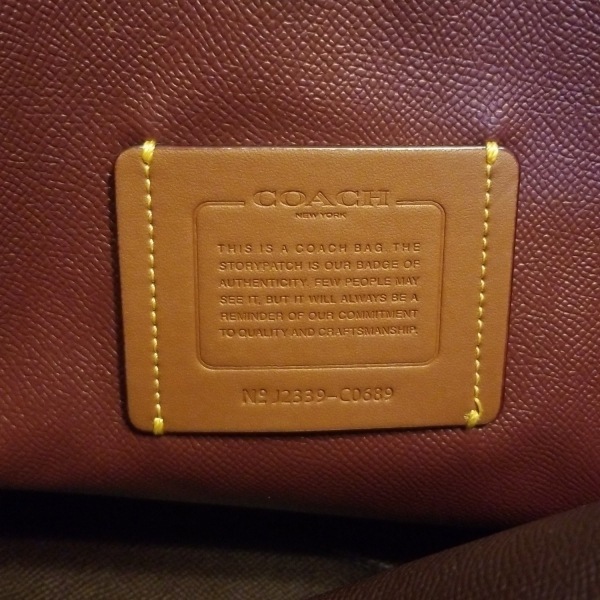 COACH
NEW YORK
THIS IS A COACH BAG. THE
STORYPATCH IS OUR BADGE OF
AUTHENTICITY. FEW PEOPLE MAY
SEE IT, BUT IT WILL ALWAYS BE A
REMINDER OF OUR COMMITMENT
TO QUALITY AND CRAFTSMANSHIP.
Nº J2339-C0689